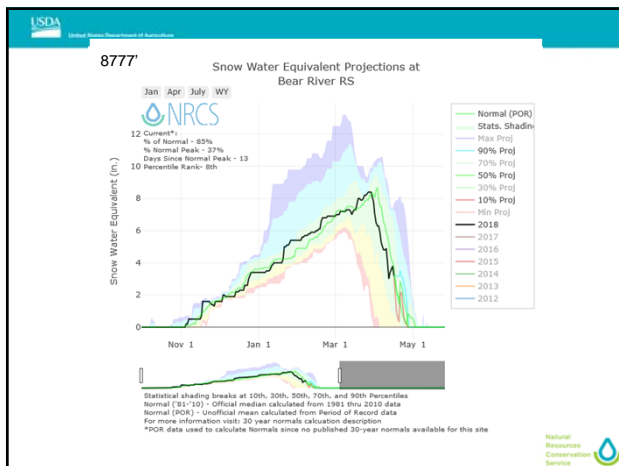 USDA
United States Department of Agriculture
8777’
Snow Water Equivalent Projections at
Bear River RS
Jan Apr July WY
NRCS
Current*:
% of Normal - 85%
% Normal Peak - 37%
Days Since Normal Peak - 13
Percentile Rank- 8th
Snow Water Equivalent (in.)
12
10
8
6
4
2
0
Nov 1 Jan 1 Mar 1 May 1
Normal (POR)
Stats. Shadin
Max Proj
90% Proj
70% Proj
50% Proj
30% Proj
10% Proj
Min Proj
2018
2017
2016
2015
2014
2013
2012
Statistical shading breaks at 10th, 30th, 50th, 70th, and 90th Percentiles
Normal ('81-'10) - Official median calculated from 1981 thru 2010 data
Normal (POR) - Unofficial mean calculated from Period of Record data
For more information visit: 30 year normals calcuation description
*POR data used to calculate Normals since no published 30-year normals available for this site
Natural
Resources
Conservation
Service